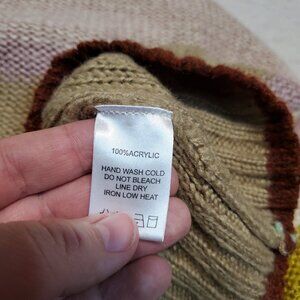 100%ACRYLIC
HAND WASH COLD
DO NOT BLEACH
LINE DRY
IRON LOW HEAT